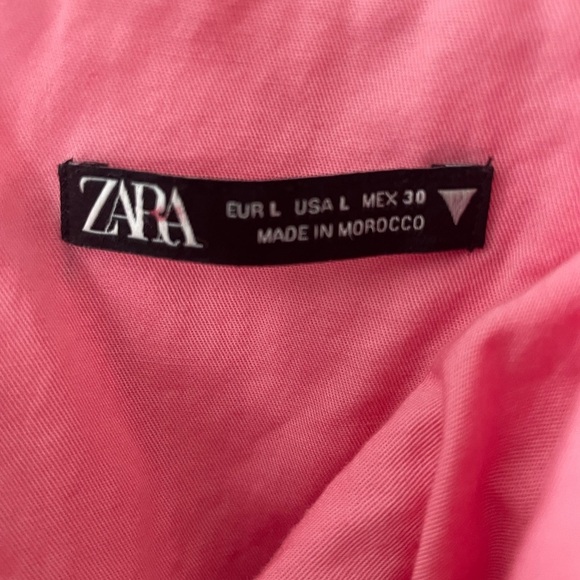 ZARA
EUR L USA L MEX 30
MADE IN MOROCCO